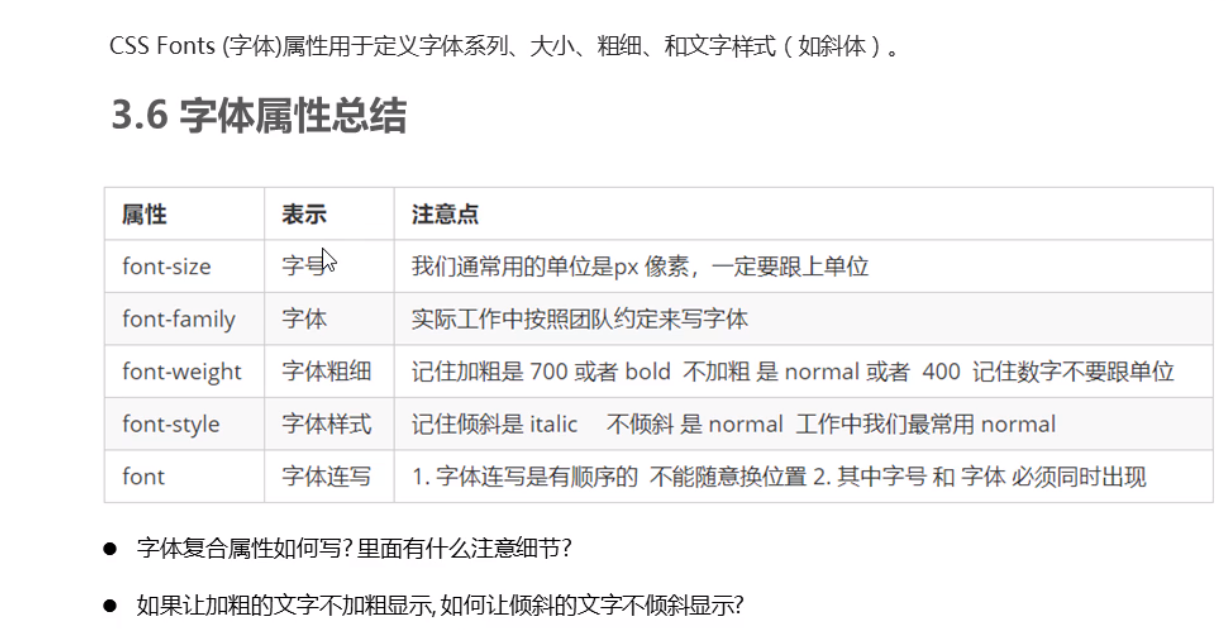 CSS Fonts (字体)属性用于定义字体系列、大小、粗细、和文字样式（如斜体）。
3.6 字体属性总结
属性 表示 注意点
font-size 字号 我们通常用的单位是px 像素，一定要跟上单位
font-family 字体 实际工作中按照团队约定来写字体
font-weight 字体粗细 记住加粗是 700 或者 bold 不加粗 是 normal 或者 400 记住数字不要跟单位
font-style 字体样式 记住倾斜是 italic 不倾斜 是 normal 工作中我们最常用 normal
font 字体连写 1. 字体连写是有顺序的 不能随意换位置 2. 其中字号 和 字体 必须同时出现
● 字体复合属性如何写? 里面有什么注意细节?
● 如果让加粗的文字不加粗显示, 如何让倾斜的文字不倾斜显示?